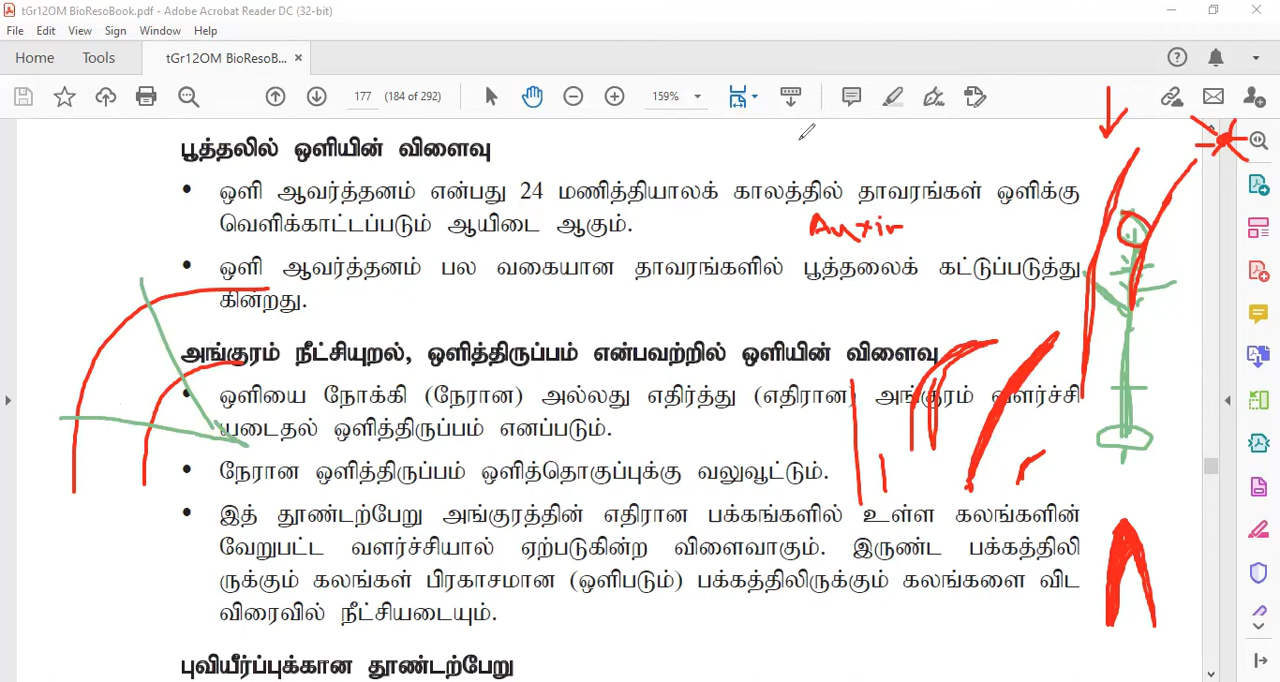 tGr12OM BioResoBook.pdf - Adobe Acrobat Reader DC (32-bit)
File Edit View Sign Window Help
Home Tools tGr12OM BioResoB... ×
177 (184 of 292) 159%
பூத்தலில் ஒளியின் விளைவு
• ஒளி ஆவர்த்தனம் என்பது 24 மணித்தியாலக் காலத்தில் தாவரங்கள் ஒளிக்கு
வெளிக்காட்டப்படும் ஆயிடை ஆகும்.
Auxin
• ஒளி ஆவர்த்தனம் பல வகையான தாவரங்களில் பூத்தலைக் கட்டுப்படுத்து
கின்றது.
அங்குரம் நீட்சியுறல், ஒளித்திருப்பம் என்பவற்றில் ஒளியின் விளைவு
• ஒளியை நோக்கி (நேரான) அல்லது எதிர்த்து (எதிரான) அங்குரம் வளர்ச்சி
யடைதல் ஒளித்திருப்பம் எனப்படும்.
• நேரான ஒளித்திருப்பம் ஒளித்தொகுப்புக்கு வலுவூட்டும்.
• இத் தூண்டற்பேறு அங்குரத்தின் எதிரான பக்கங்களில் உள்ள கலங்களின்
வேறுபட்ட வளர்ச்சியால் ஏற்படுகின்ற விளைவாகும். இருண்ட பக்கத்திலி
ருக்கும் கலங்கள் பிரகாசமான (ஒளிபடும்) பக்கத்திலிருக்கும் கலங்களை விட
விரைவில் நீட்சியடையும்.
புவியீர்ப்புக்கான தூண்டற்பேறு